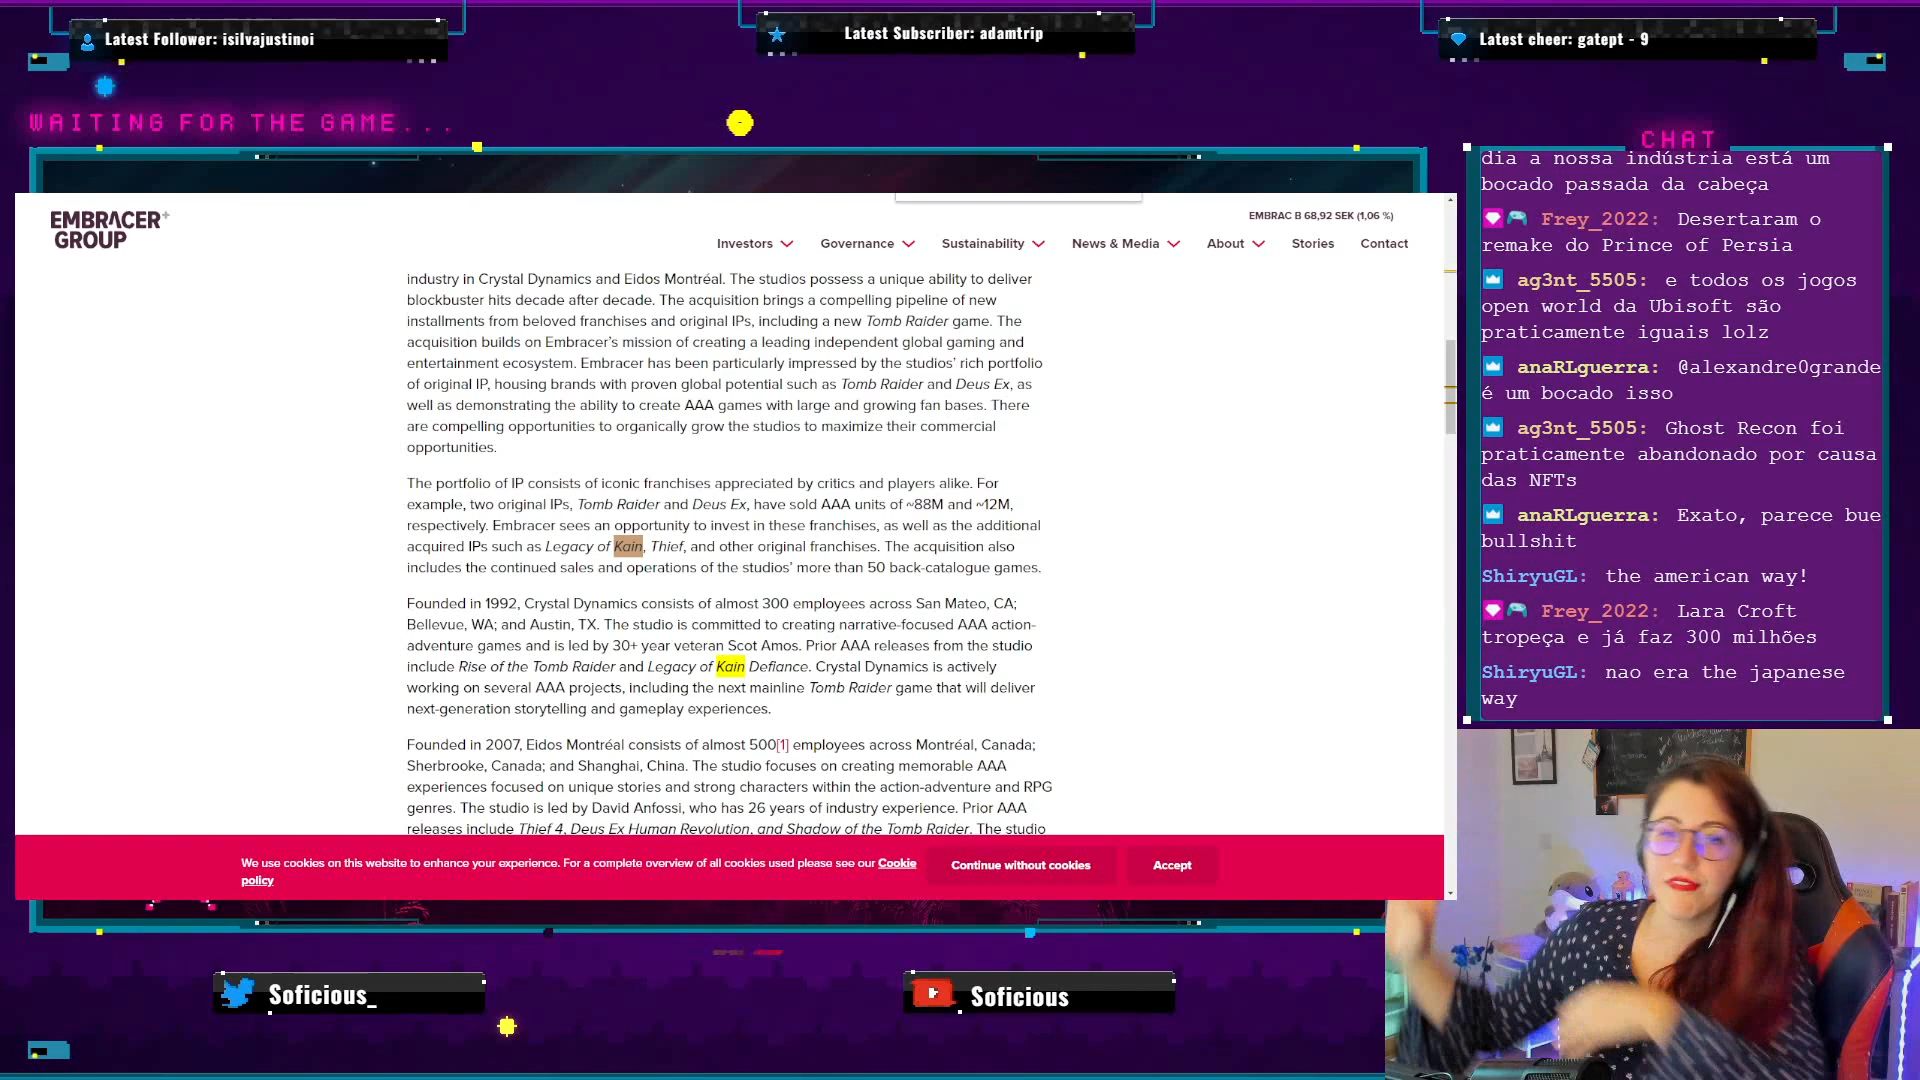 Latest Follower: isilvajustinoi
Latest Subscriber: adamtrip
Latest cheer: gatept - 9
WAITING FOR THE GAME...
EMBRACER+
GROUP
EMBRAC B 68,92 SEK (1,06 %)
Investors
Governance
Sustainability
News & Media
About
Stories
Contact
industry in Crystal Dynamics and Eidos Montréal. The studios possess a unique ability to deliver
blockbuster hits decade after decade. The acquisition brings a compelling pipeline of new
installments from beloved franchises and original IPs, including a new Tomb Raider game. The
acquisition builds on Embracer's mission of creating a leading independent global gaming and
entertainment ecosystem. Embracer has been particularly impressed by the studios' rich portfolio
of original IP, housing brands with proven global potential such as Tomb Raider and Deus Ex, as
well as demonstrating the ability to create AAA games with large and growing fan bases. There
are compelling opportunities to organically grow the studios to maximize their commercial
opportunities.
The portfolio of IP consists of iconic franchises appreciated by critics and players alike. For
example, two original IPs, Tomb Raider and Deus Ex, have sold AAA units of ~88M and ~12M,
respectively. Embracer sees an opportunity to invest in these franchises, as well as the additional
acquired IPs such as Legacy of Kain, Thief, and other original franchises. The acquisition also
includes the continued sales and operations of the studios' more than 50 back-catalogue games.
Founded in 1992, Crystal Dynamics consists of almost 300 employees across San Mateo, CA;
Bellevue, WA; and Austin, TX. The studio is committed to creating narrative-focused AAA action-
adventure games and is led by 30+ year veteran Scot Amos. Prior AAA releases from the studio
include Rise of the Tomb Raider and Legacy of Kain Defiance. Crystal Dynamics is actively
working on several AAA projects, including the next mainline Tomb Raider game that will deliver
next-generation storytelling and gameplay experiences.
Founded in 2007, Eidos Montréal consists of almost 500[1] employees across Montréal, Canada;
Sherbrooke, Canada; and Shanghai, China. The studio focuses on creating memorable AAA
experiences focused on unique stories and strong characters within the action-adventure and RPG
genres. The studio is led by David Anfossi, who has 26 years of industry experience. Prior AAA
releases include Thief 4, Deus Ex Human Revolution, and Shadow of the Tomb Raider. The studio
We use cookies on this website to enhance your experience. For a complete overview of all cookies used please see our Cookie
policy
Continue without cookies
Accept
CHAT
dia a nossa indústria está um
bocado passada da cabeça
Frey_2022: Desertaram o
remake do Prince of Persia
ag3nt_5505: e todos os jogos
open world da Ubisoft são
praticamente iguais lolz
anaRLguerra: @alexandre0grande
é um bocado isso
ag3nt_5505: Ghost Recon foi
praticamente abandonado por causa
das NFTs
anaRLguerra: Exato, parece bue
bullshit
ShiryuGL: the american way!
Frey_2022: Lara Croft
tropeça e já faz 300 milhões
ShiryuGL: nao era the japanese
way
Soficious_
Soficious